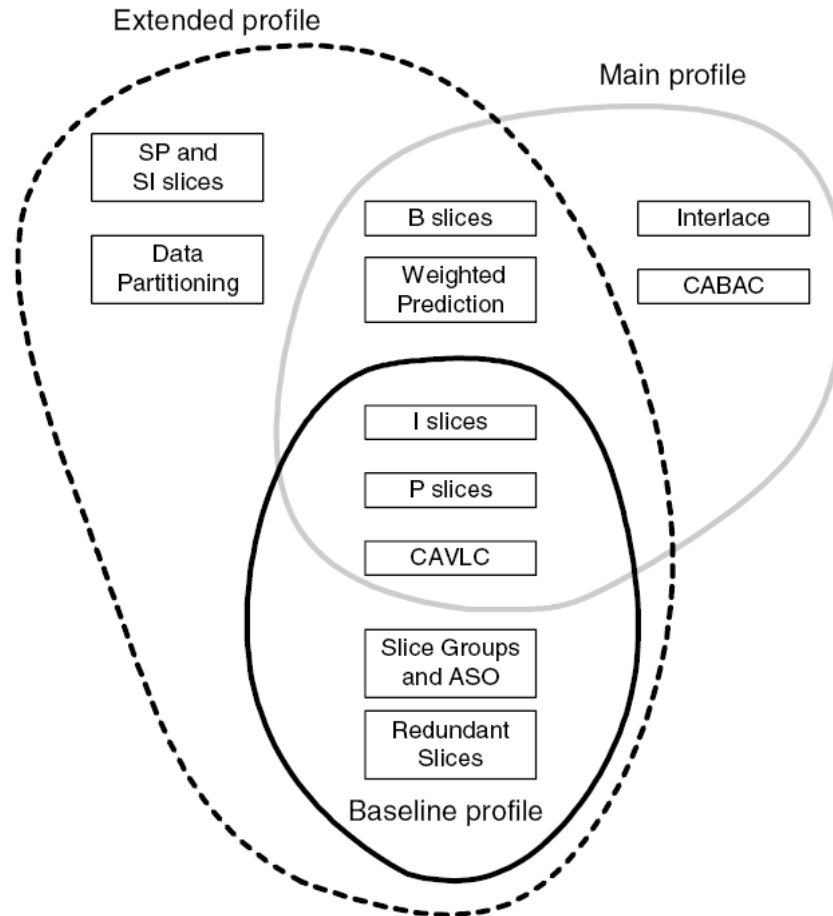 Extended profile
Main profile
SP and
SI slices
B slices
Interlace
Data
Partitioning
Weighted
Prediction
CABAC
I slices
P slices
CAVLC
Slice Groups
and ASO
Redundant
Slices
Baseline profile